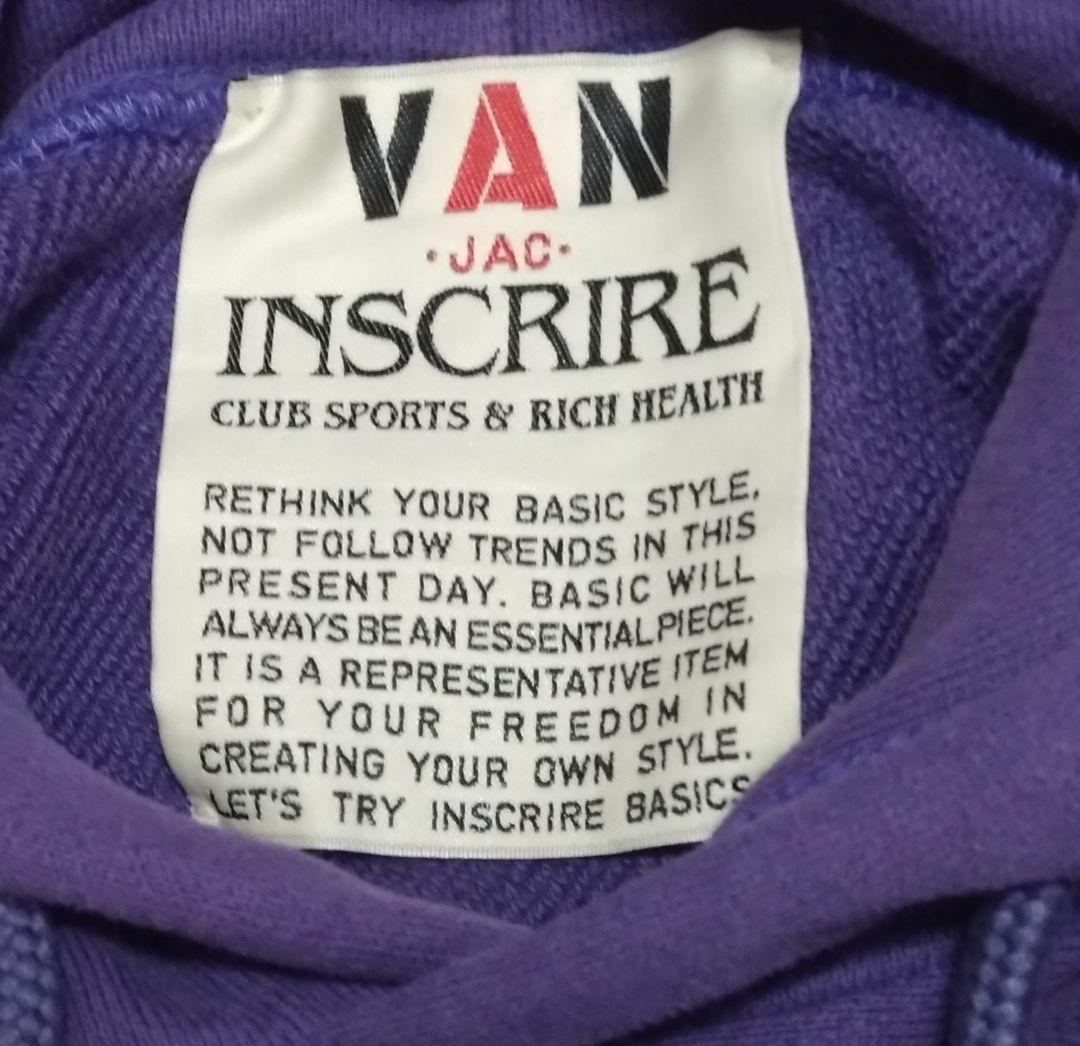 VAN
·JAC·
INSCRIRE
CLUB SPORTS & RICH HEALTH
RETHINK YOUR BASIC STYLE.
NOT FOLLOW TRENDS IN THIS
PRESENT DAY. BASIC WILL
ALWAYS BE AN ESSENTIAL PIECE.
IT IS A REPRESENTATIVE ITEM
FOR YOUR FREEDOM IN
CREATING YOUR OWN STYLE.
LET'S TRY INSCRIRE BASICS